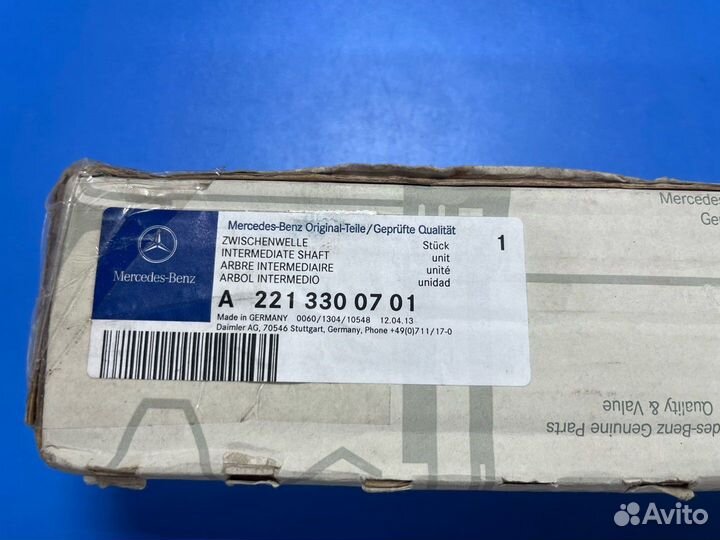 Mercedes-Benz Original-Teile/Geprüfte Qualität
ZWISCHENWELLE Stück 1
INTERMEDIATE SHAFT unit
ARBRE INTERMEDIAIRE unité
ARBOL INTERMEDIO unidad
Mercedes-Benz
A 221 330 07 01
Made in GERMANY 0060/1304/10548 12.04.13
Daimler AG, 70546 Stuttgart, Germany, Phone +49(0)711/17-0
Mercedes
Ge
Quality & Value
des-Benz Genuine Parts
Avito